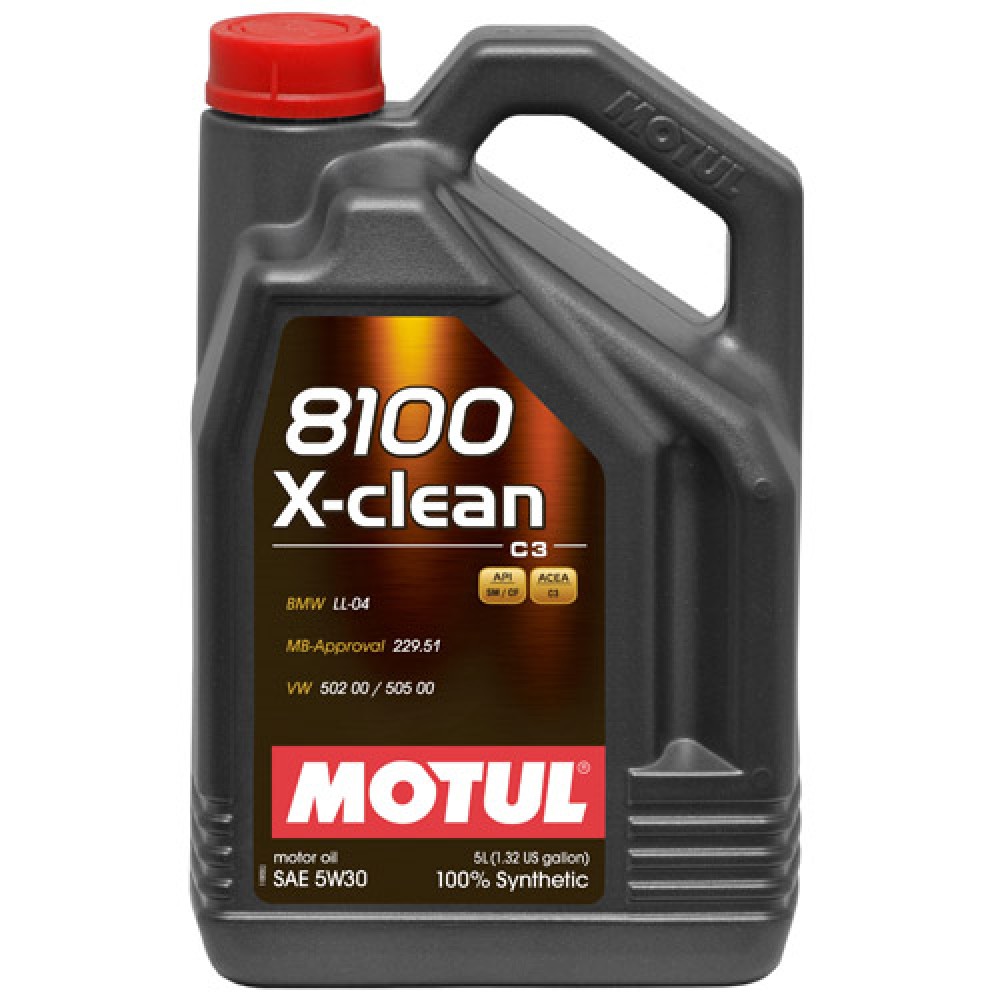 MOTUL
8100
X-clean
C3
API
SM / CF
ACEA
C3
BMW LL-04
MB-Approval 229.51
VW 502 00 / 505 00
MOTUL®
motor oil
5L (1.32 US gallon)
SAE 5W30
100% Synthetic